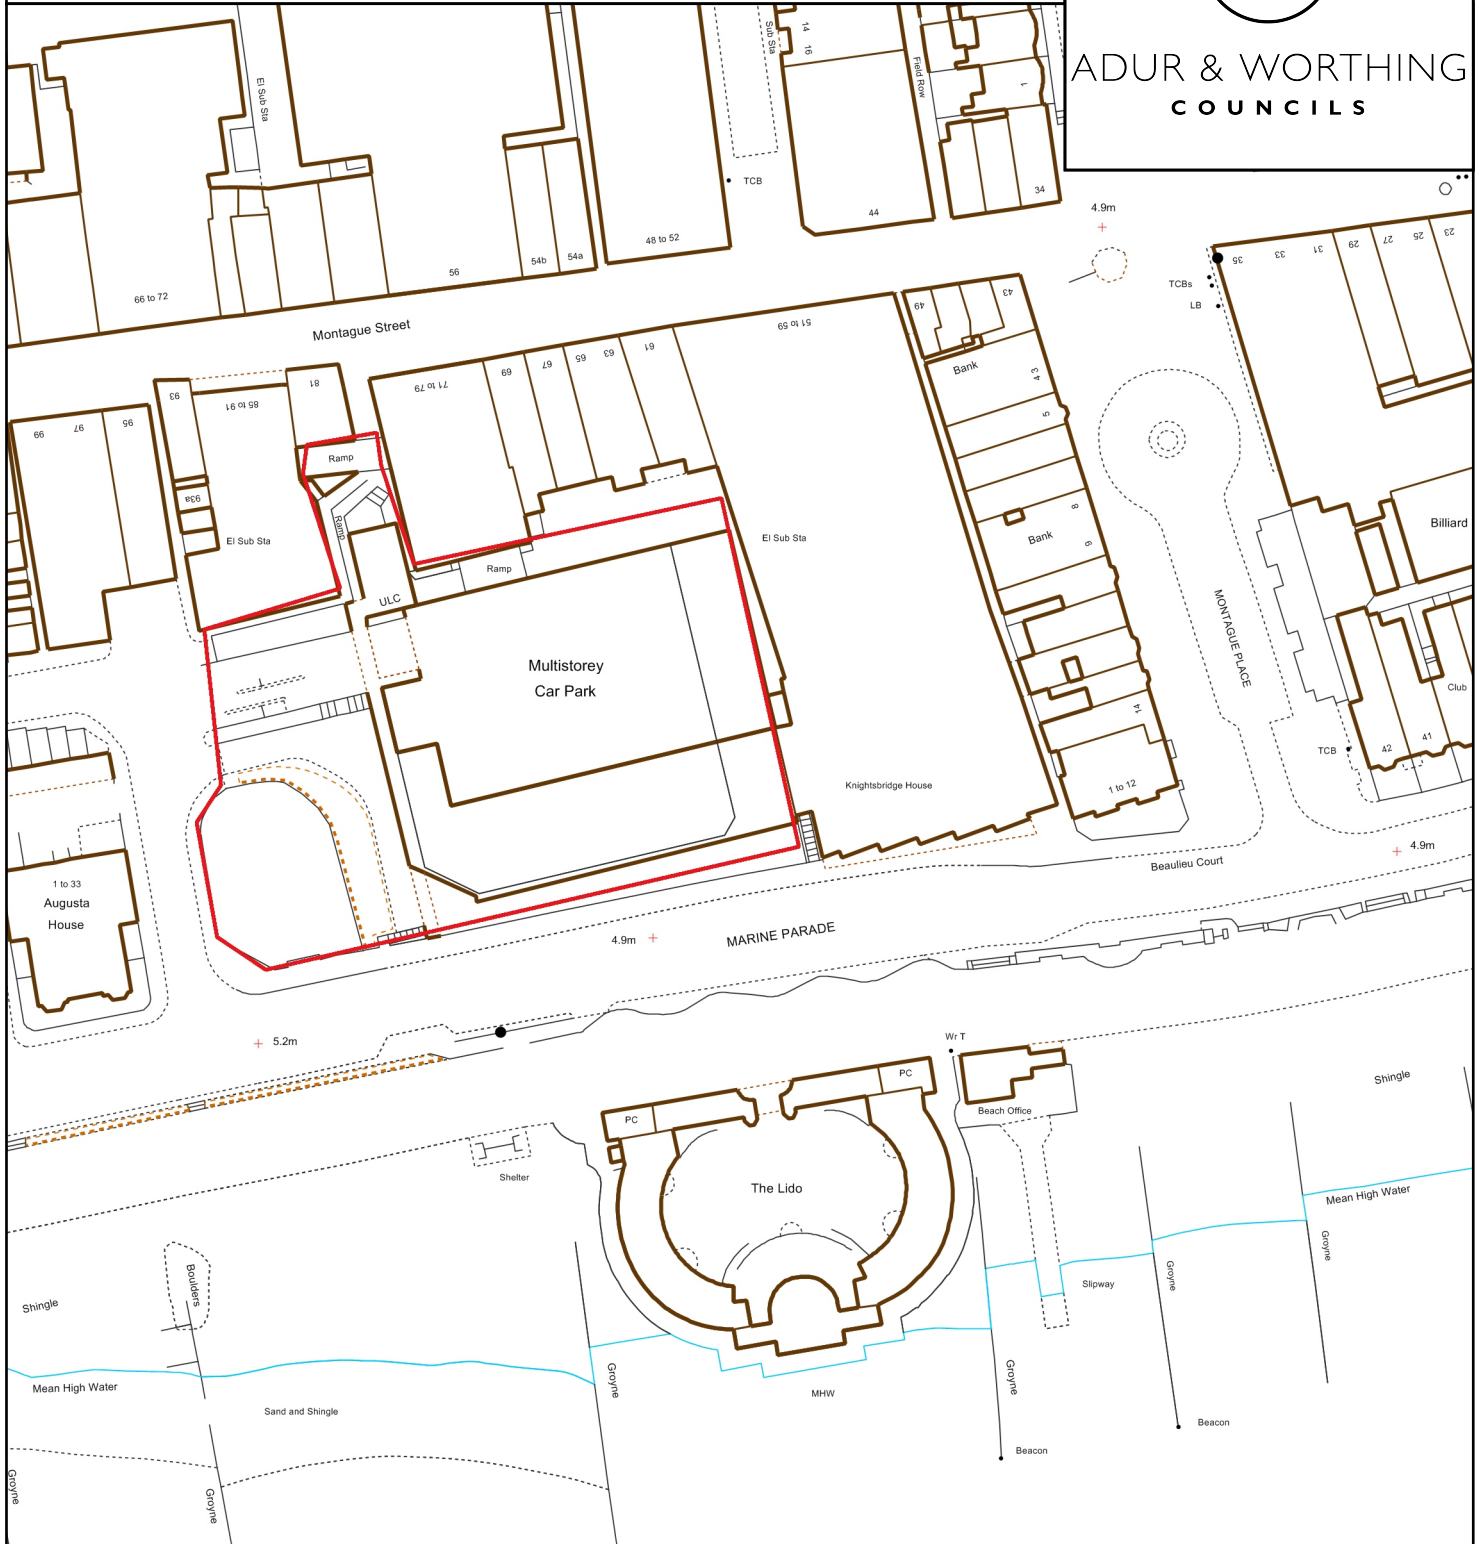 ADUR & WORTHING
COUNCILS
El Sub Sta
Sub Sta
14
16
Field Row
1
34
TCB
44
4.9m
48 to 52
54b
54a
56
66 to 72
Montague Street
TCBs
LB
35
33
31
29
27
25
23
51 to 59
49
43
Bank
43
5
8
Bank
9
14
1 to 12
61
63
65
67
69
71 to 79
81
85 to 91
93
93a
95
97
99
Ramp
Ramp
El Sub Sta
ULC
Ramp
El Sub Sta
Multistorey
Car Park
MONTAGUE PLACE
Billiard
Club
TCB
42
41
Knightsbridge House
Beaulieu Court
4.9m
1 to 33
Augusta
House
4.9m
MARINE PARADE
5.2m
Wr T
PC
PC
Beach Office
Shingle
Shelter
The Lido
Mean High Water
Groyne
Groyne
Slipway
Boulders
Shingle
Mean High Water
Sand and Shingle
Groyne
MHW
Groyne
Beacon
Beacon
Groyne
Groyne